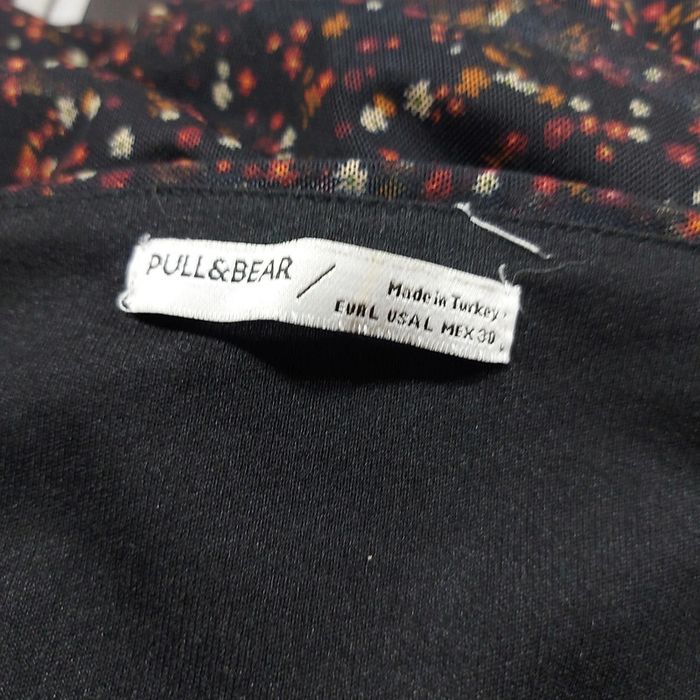 PULL&BEAR /
Made in Turkey
EUR L USA L MEX 30